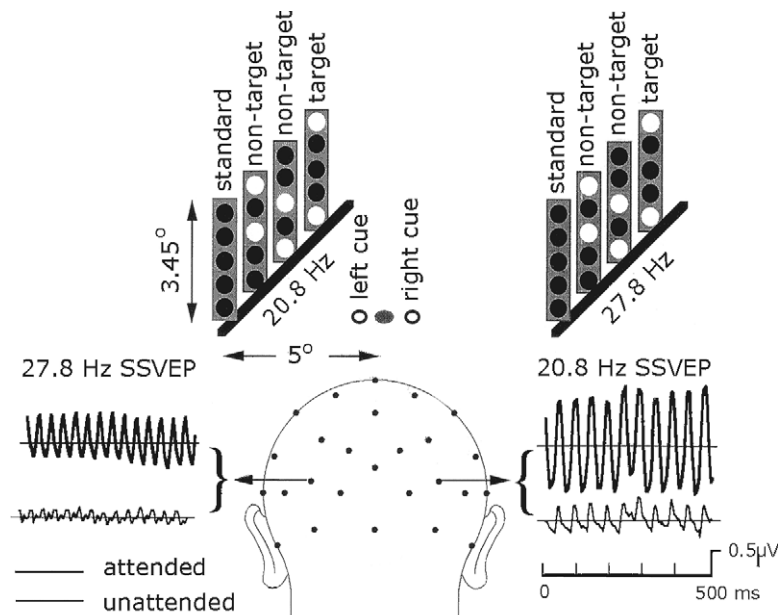 standard
non-target
non-target
target
standard
non-target
non-target
target
3.45°
20.8 Hz
left cue
right cue
27.8 Hz
5°
27.8 Hz SSVEP
20.8 Hz SSVEP
attended
unattended
0.5µV
0
500 ms